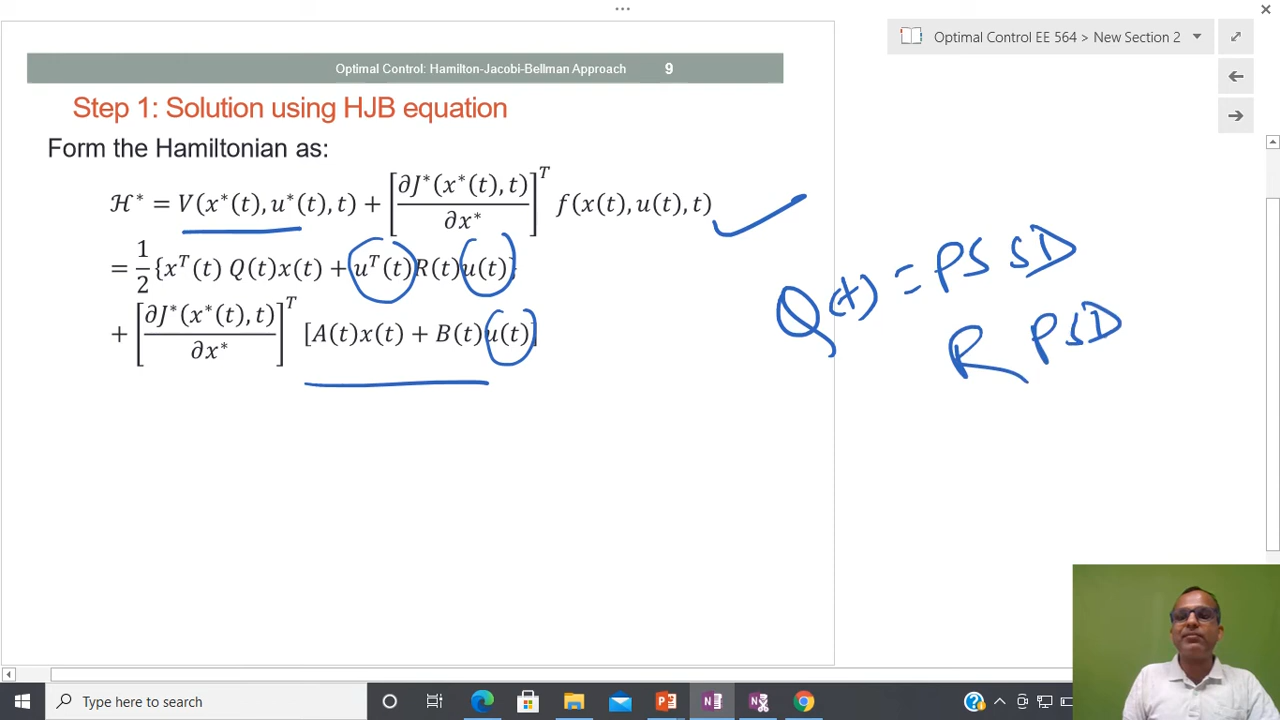 Optimal Control EE 564 > New Section 2
Optimal Control: Hamilton-Jacobi-Bellman Approach 9
Step 1: Solution using HJB equation
Form the Hamiltonian as:
ℋ* = V(x*(t), u*(t), t) + [∂J*(x*(t), t)/∂x*]^T f(x(t), u(t), t)
= 1/2 {x^T(t) Q(t)x(t) + u^T(t)R(t)u(t)}
+ [∂J*(x*(t), t)/∂x*]^T [A(t)x(t) + B(t)u(t)]
Q(t) = PSSD
R PSD
Type here to search